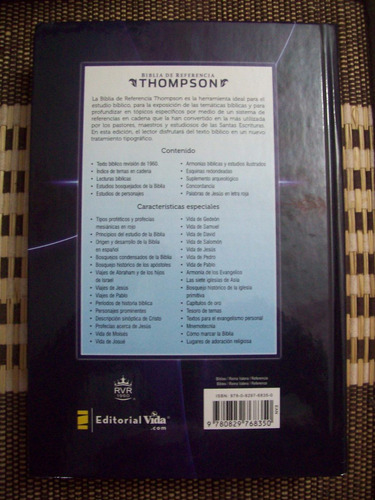 BIBLIA DE REFERENCIA
THOMPSON
La Biblia de Referencia Thompson es la herramienta ideal para el
estudio bíblico, para la exposición de las temáticas bíblicas y para
profundizar en tópicos específicos por medio de un sistema de
referencias en cadena que la han convertido en la más utilizada
por los pastores, maestros y estudiosos de las Santas Escrituras.
En esta edición, el lector disfrutará del texto bíblico en un nuevo
tratamiento tipográfico.
Contenido
• Texto bíblico revisión de 1960
• Índice de temas en cadena
• Lecturas bíblicas
• Estudios bosquejados de la Biblia
• Estudios de personajes
• Armonías bíblicas y estudios ilustrados
• Esquinas redondeadas
• Suplemento arqueológico
• Concordancia
• Palabras de Jesús en letra roja
Características especiales
• Tipos proféticos y profecías
mesiánicas en rojo
• Principios del estudio de la Biblia
• Origen y desarrollo de la Biblia
en español
• Bosquejos condensados de la Biblia
• Bosquejo histórico de los apóstoles
• Viajes de Abraham y de los hijos
de Israel
• Viajes de Jesús
• Viajes de Pablo
• Períodos de historia bíblica
• Personajes prominentes
• Descripción sinóptica de Cristo
• Profecías acerca de Jesús
• Vida de Moisés
• Vida de Josué
• Vida de Gedeón
• Vida de Samuel
• Vida de David
• Vida de Salomón
• Vida de Jesús
• Vida de Pedro
• Vida de Pablo
• Armonía de los Evangelios
• Las siete iglesias de Asia
• Bosquejo histórico de la iglesia
primitiva
• Capítulos de oro
• Tesoro de temas
• Textos para el evangelismo personal
• Mnemotecnia
• Cómo marcar la Biblia
• Lugares de adoración religiosa
RVR
1960
Editorial Vida
.com
Biblias / Reina Valera / Referencia
ISBN: 978-0-8297-6835-0
9 780829 768350